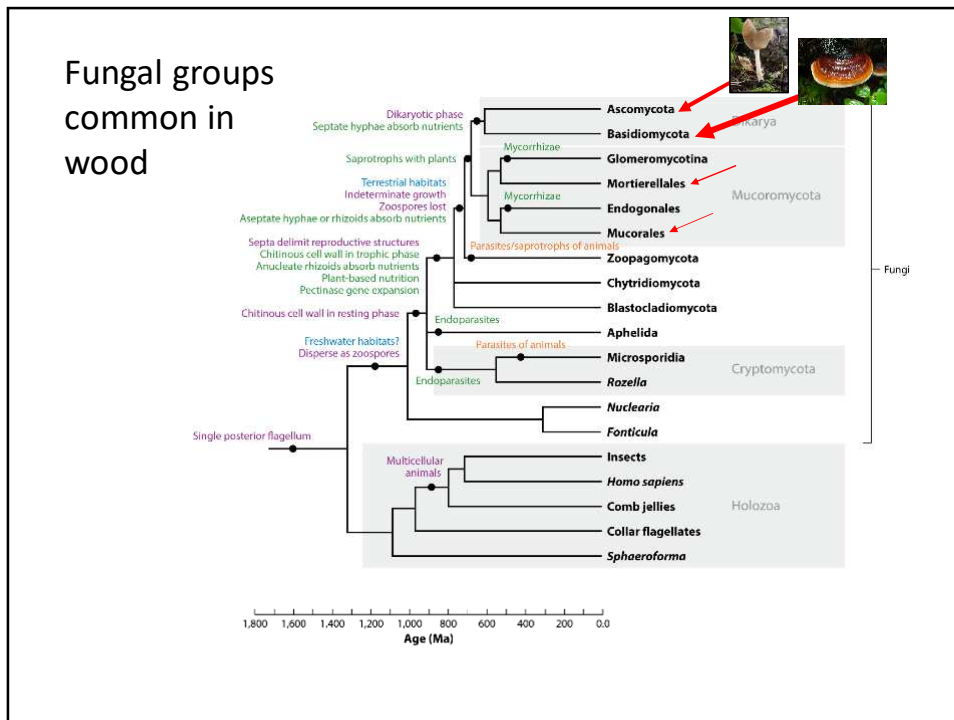 Fungal groups
common in
wood
Dikaryotic phase
Septate hyphae absorb nutrients
Saprotrophs with plants
Terrestrial habitats
Indeterminate growth
Zoospores lost
Aseptate hyphae or rhizoids absorb nutrients
Septa delimit reproductive structures
Chitinous cell wall in trophic phase
Anucleate rhizoids absorb nutrients
Plant-based nutrition
Pectinase gene expansion
Chitinous cell wall in resting phase
Freshwater habitats?
Disperse as zoospores
Single posterior flagellum
Mycorrhizae
Mycorrhizae
Parasites/saprotrophs of animals
Endoparasites
Parasites of animals
Endoparasites
Multicellular
animals
Ascomycota
Basidiomycota
Glomeromycotina
Mortierellales
Endogonales
Mucorales
Zoopagomycota
Chytridiomycota
Blastocladiomycota
Aphelida
Microsporidia
Rozella
Nuclearia
Fonticula
Insects
Homo sapiens
Comb jellies
Collar flagellates
Sphaeroforma
Dikarya
Mucoromycota
Cryptomycota
Holozoa
Fungi
1,800 1,600 1,400 1,200 1,000 800 600 400 200 0.0
Age (Ma)